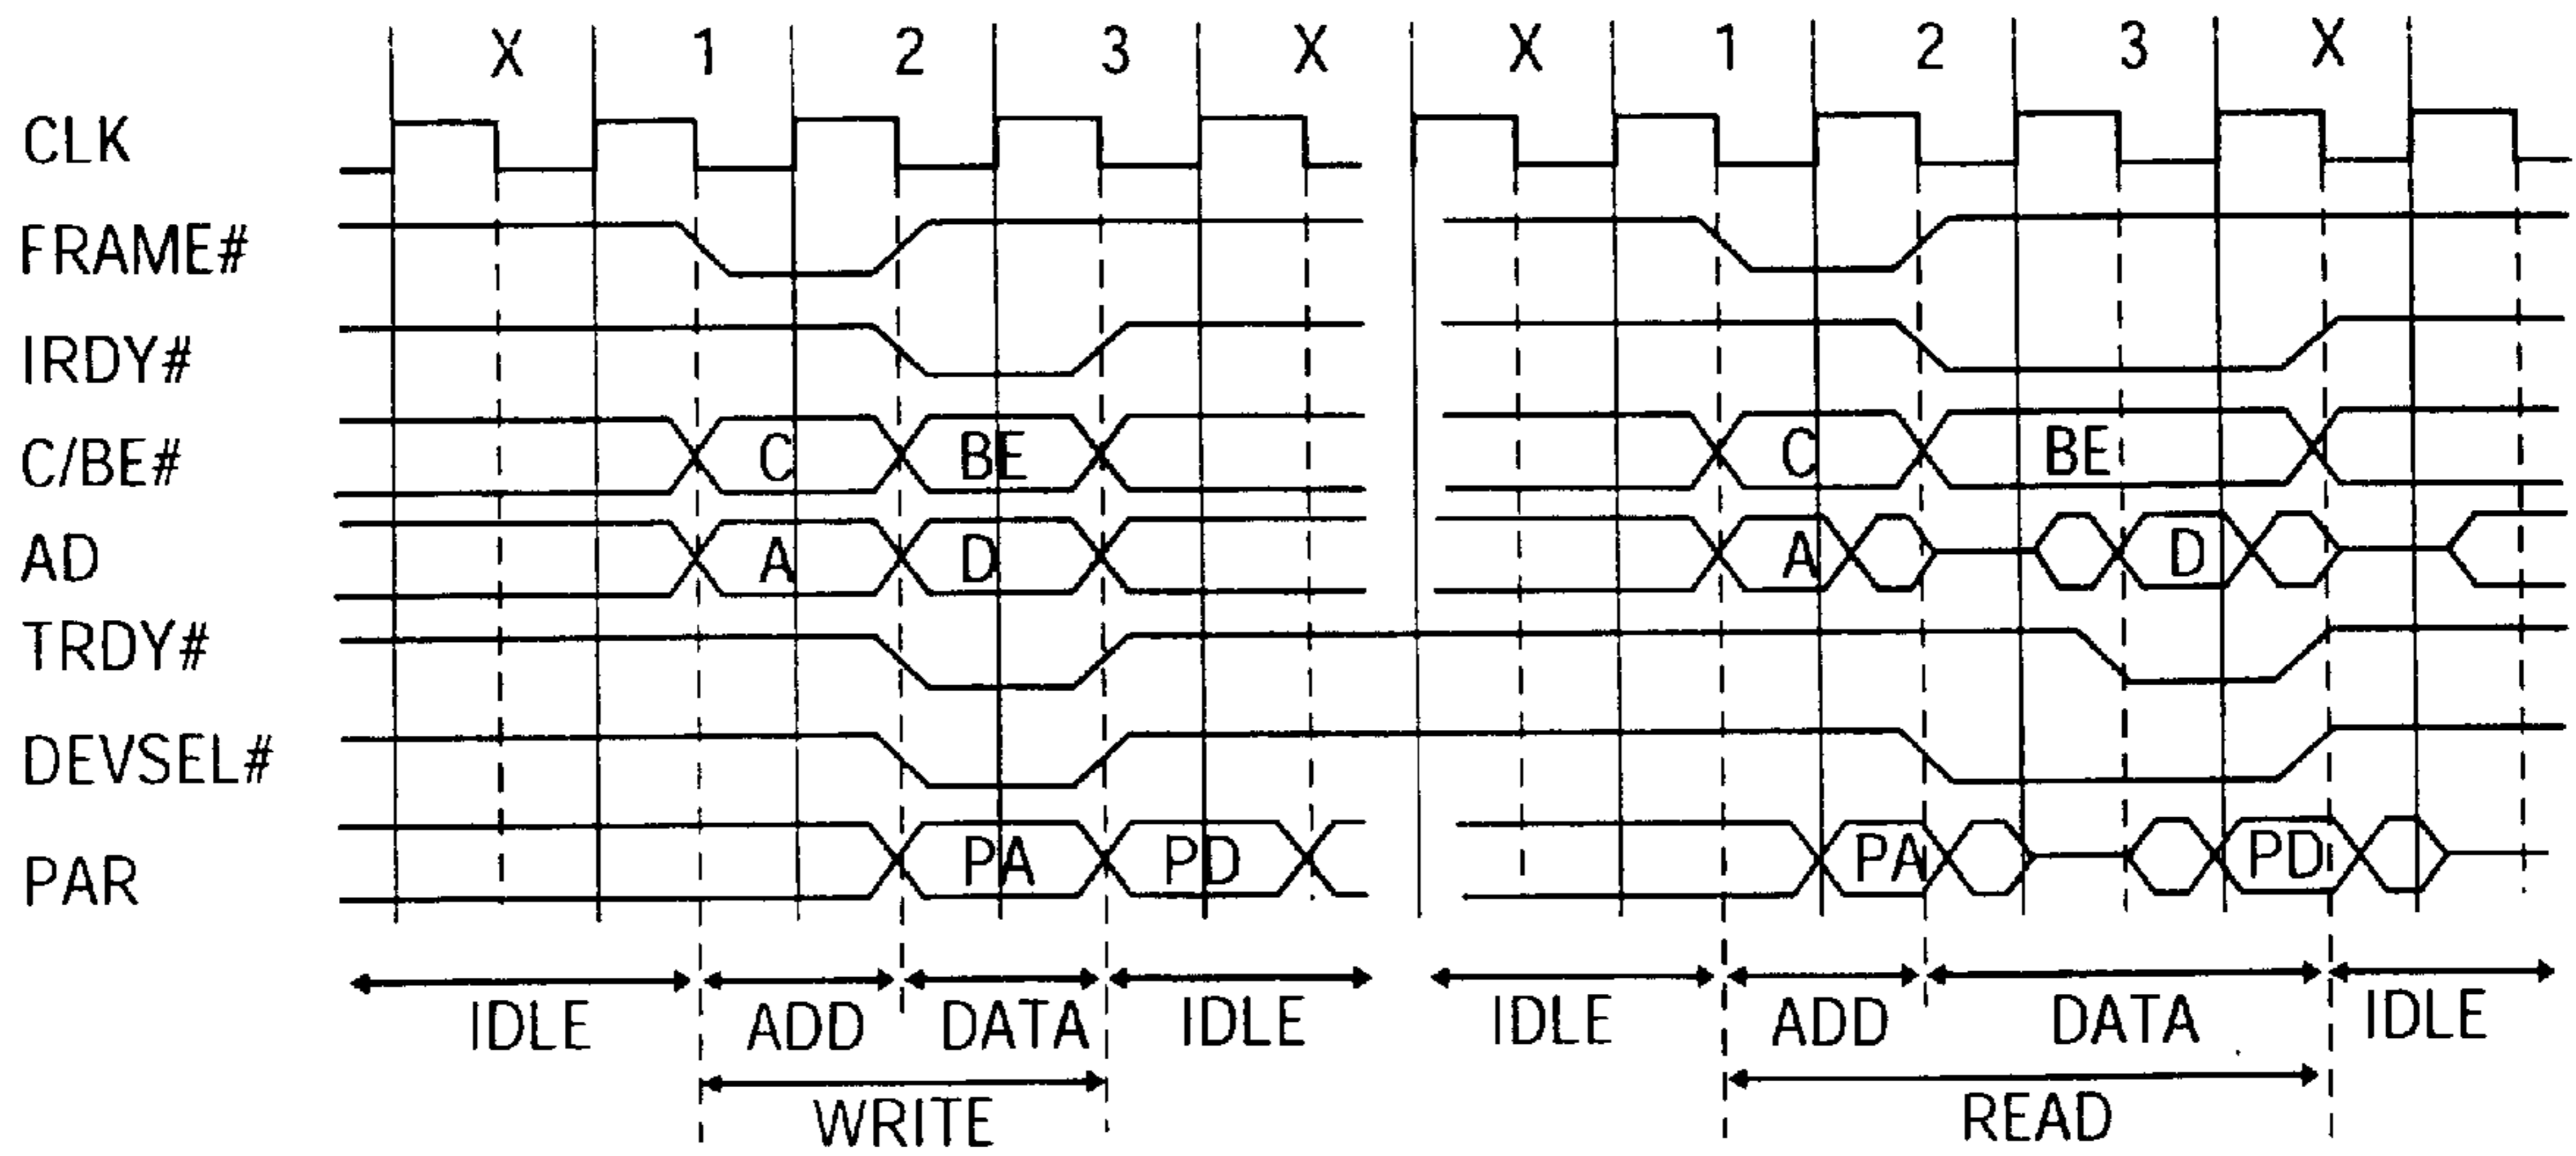 X 1 2 3 X X 1 2 3 X
CLK
FRAME#
IRDY#
C/BE# C BE C BE
AD A D A D
TRDY#
DEVSEL#
PAR PA PD PA PD
IDLE ADD DATA IDLE IDLE ADD DATA IDLE
WRITE READ